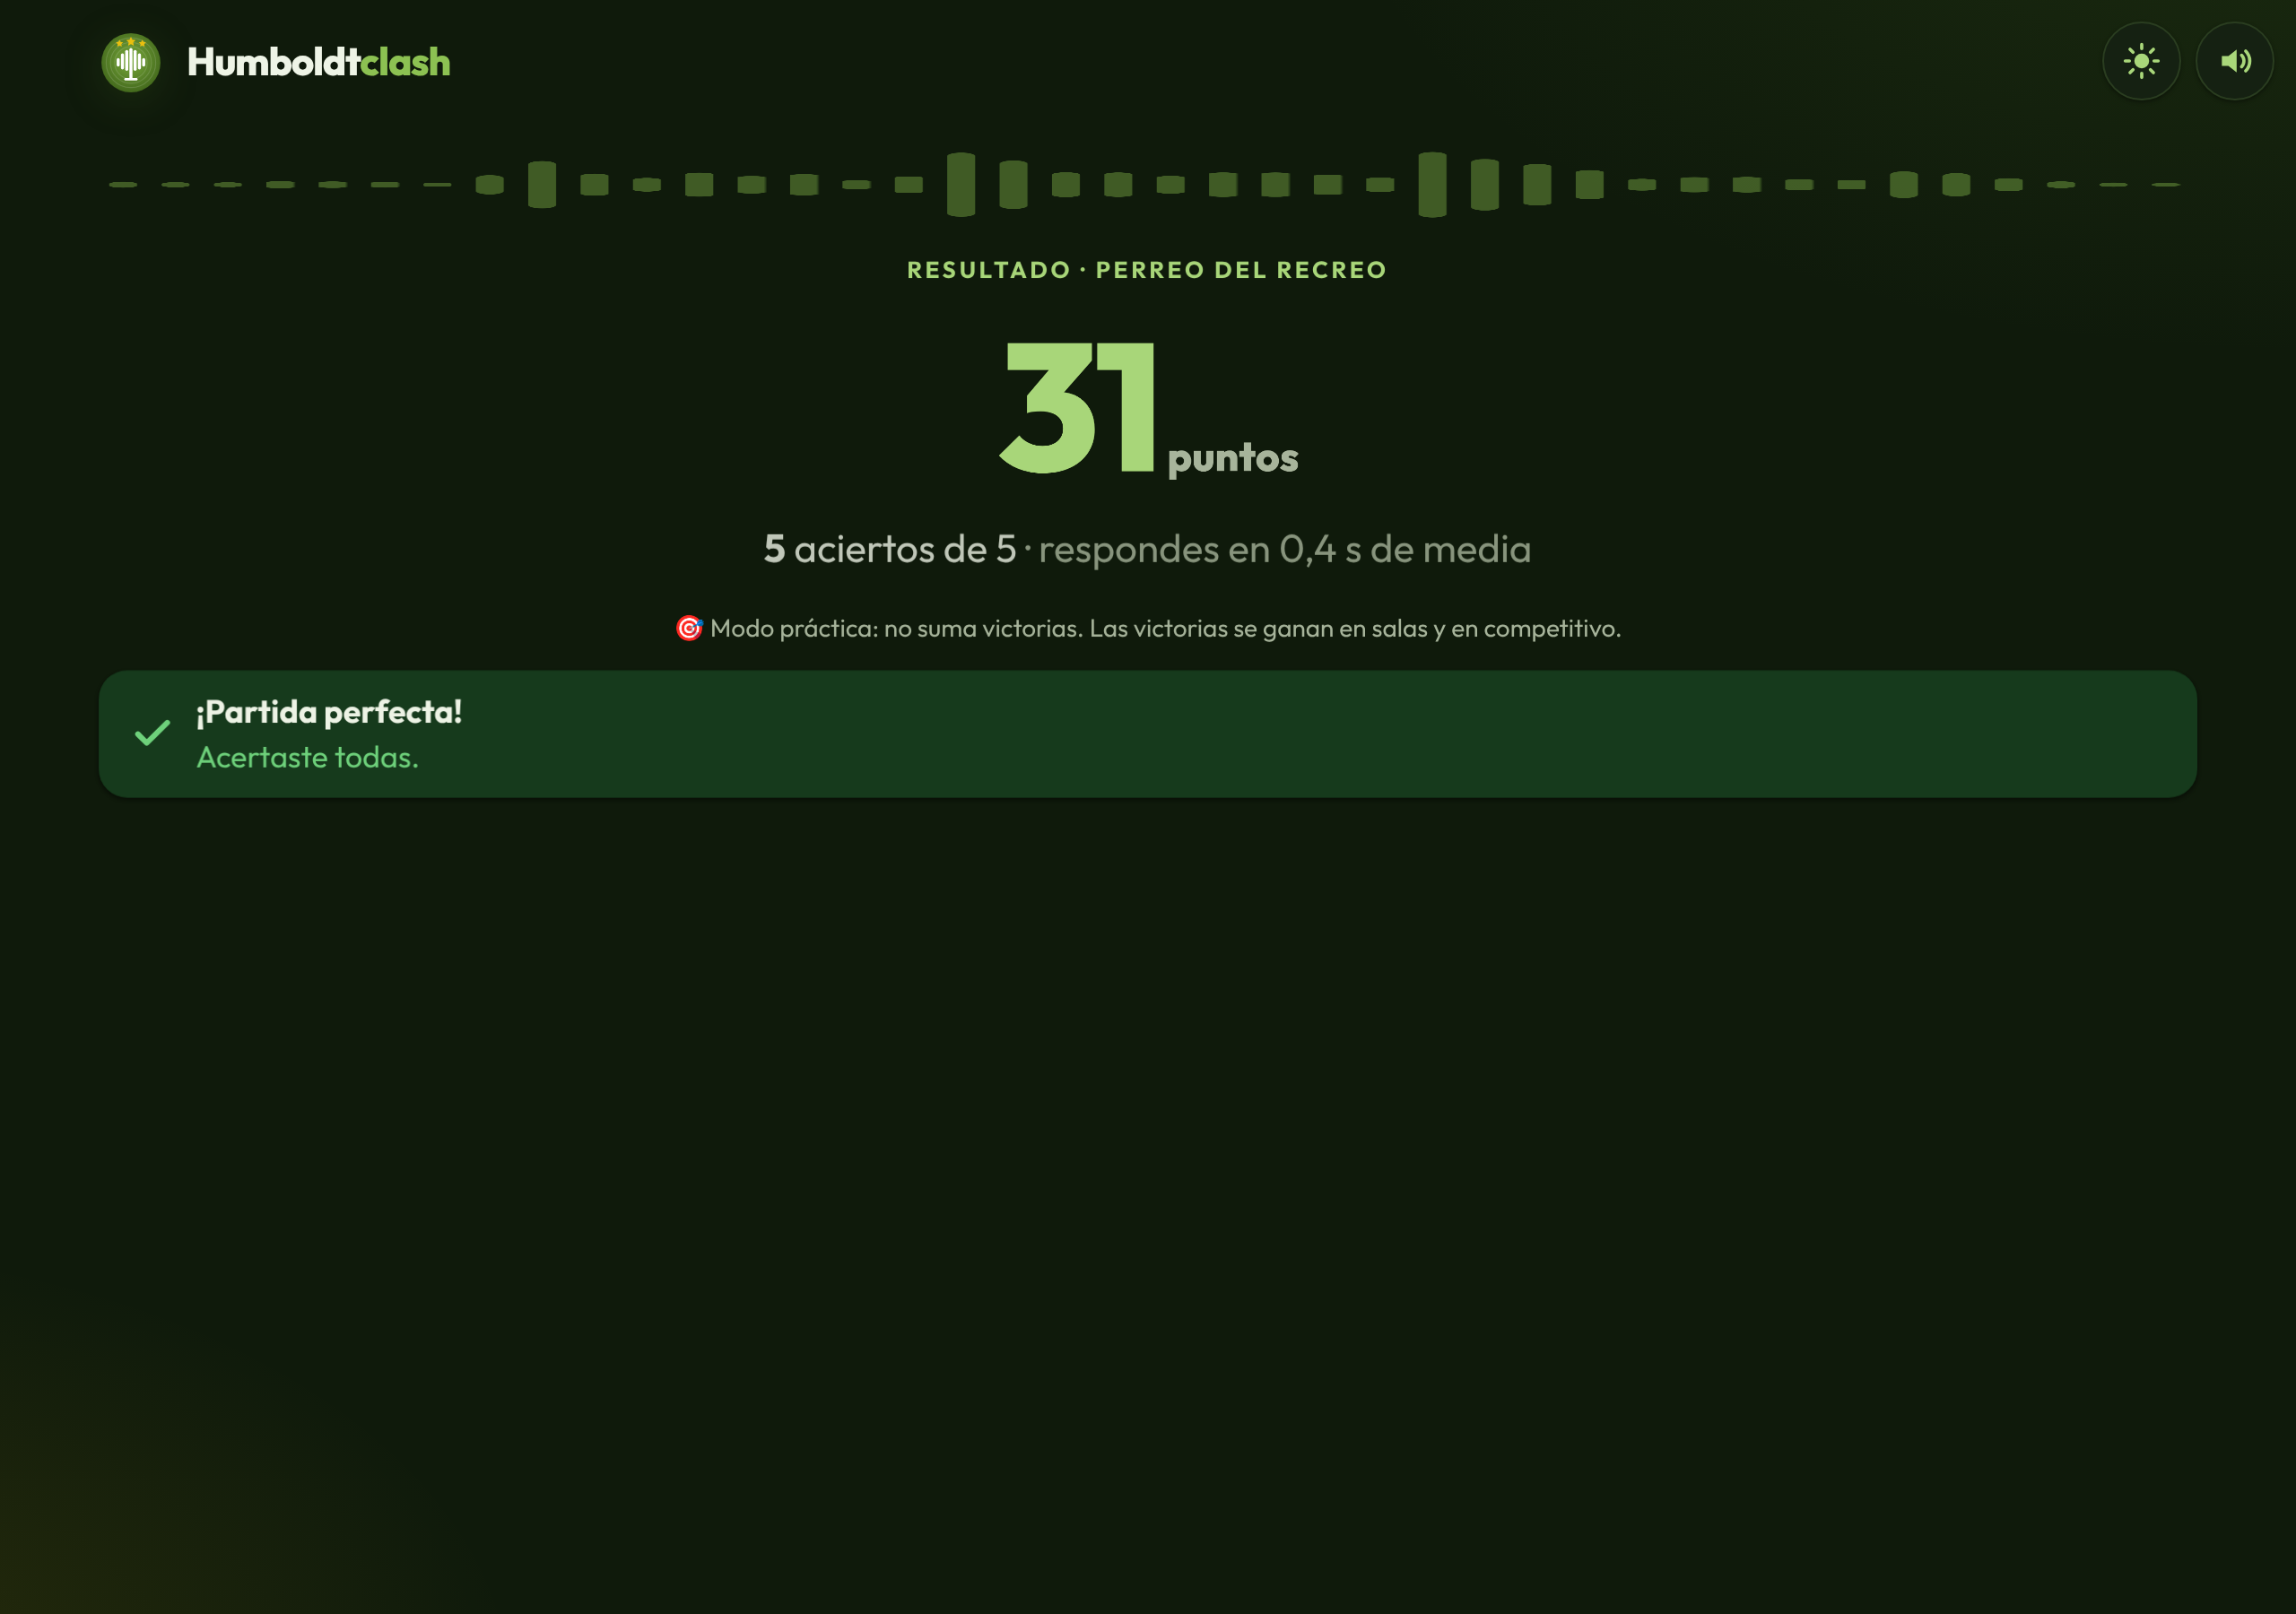 Humboldtclash
RESULTADO · PERREO DEL RECREO
31 puntos
5 aciertos de 5 · respondes en 0,4 s de media
🎯 Modo práctica: no suma victorias. Las victorias se ganan en salas y en competitivo.
¡Partida perfecta!
Acertaste todas.